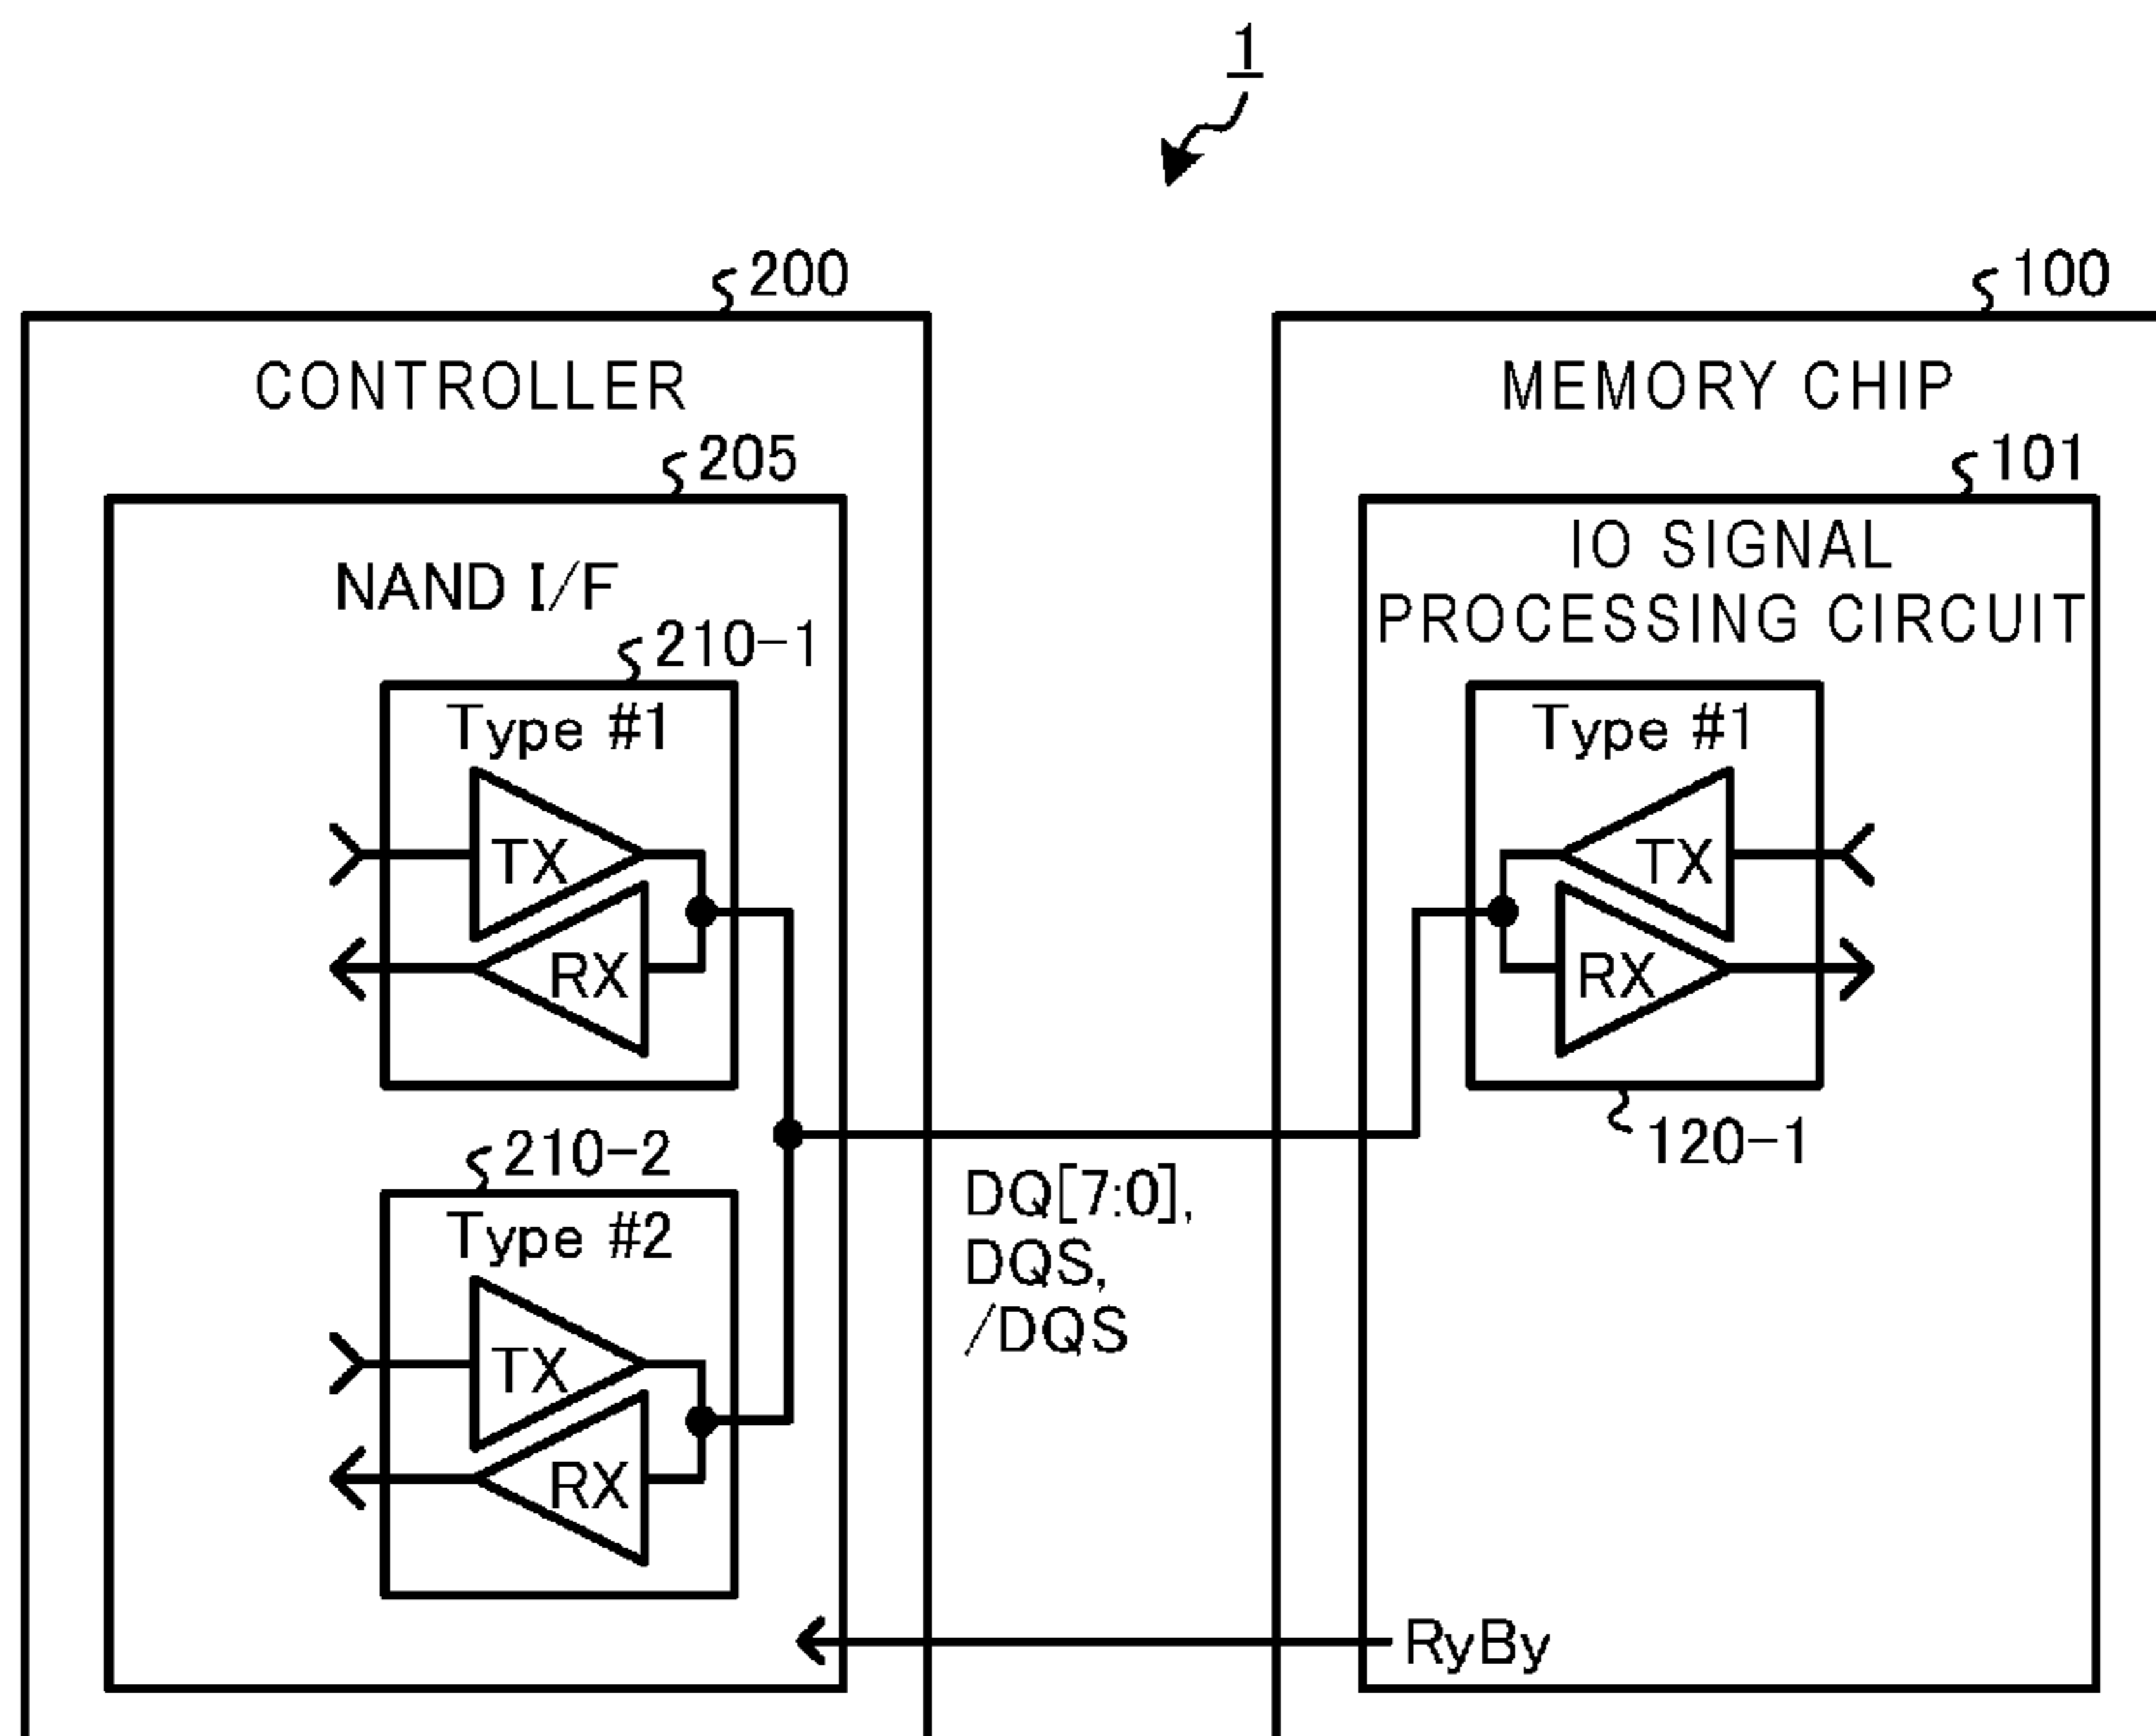 1
200
100
CONTROLLER
MEMORY CHIP
205
101
NAND I/F
IO SIGNAL
PROCESSING CIRCUIT
210-1
Type #1
Type #1
TX
TX
RX
RX
120-1
210-2
Type #2
DQ[7:0],
DQS,
/DQS
TX
RX
RyBy